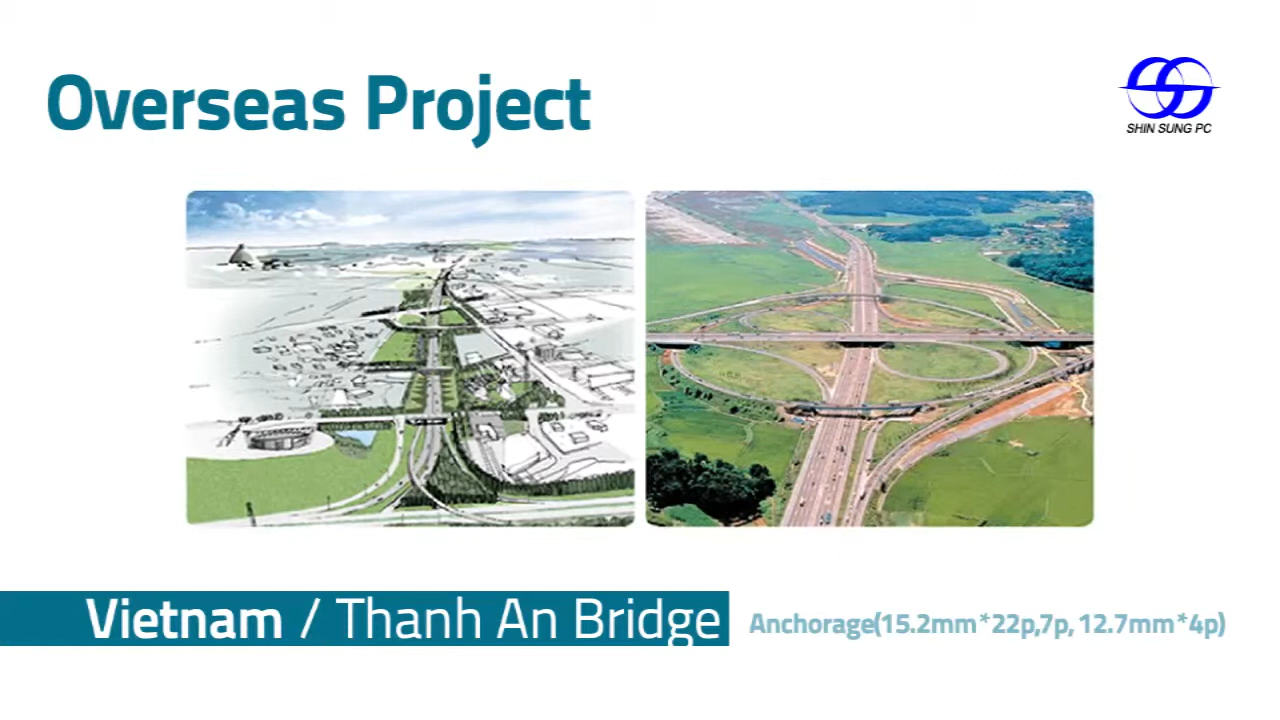 Overseas Project
SHIN SUNG PC
Vietnam / Thanh An Bridge
Anchorage(15.2mm*22p,7p, 12.7mm*4p)